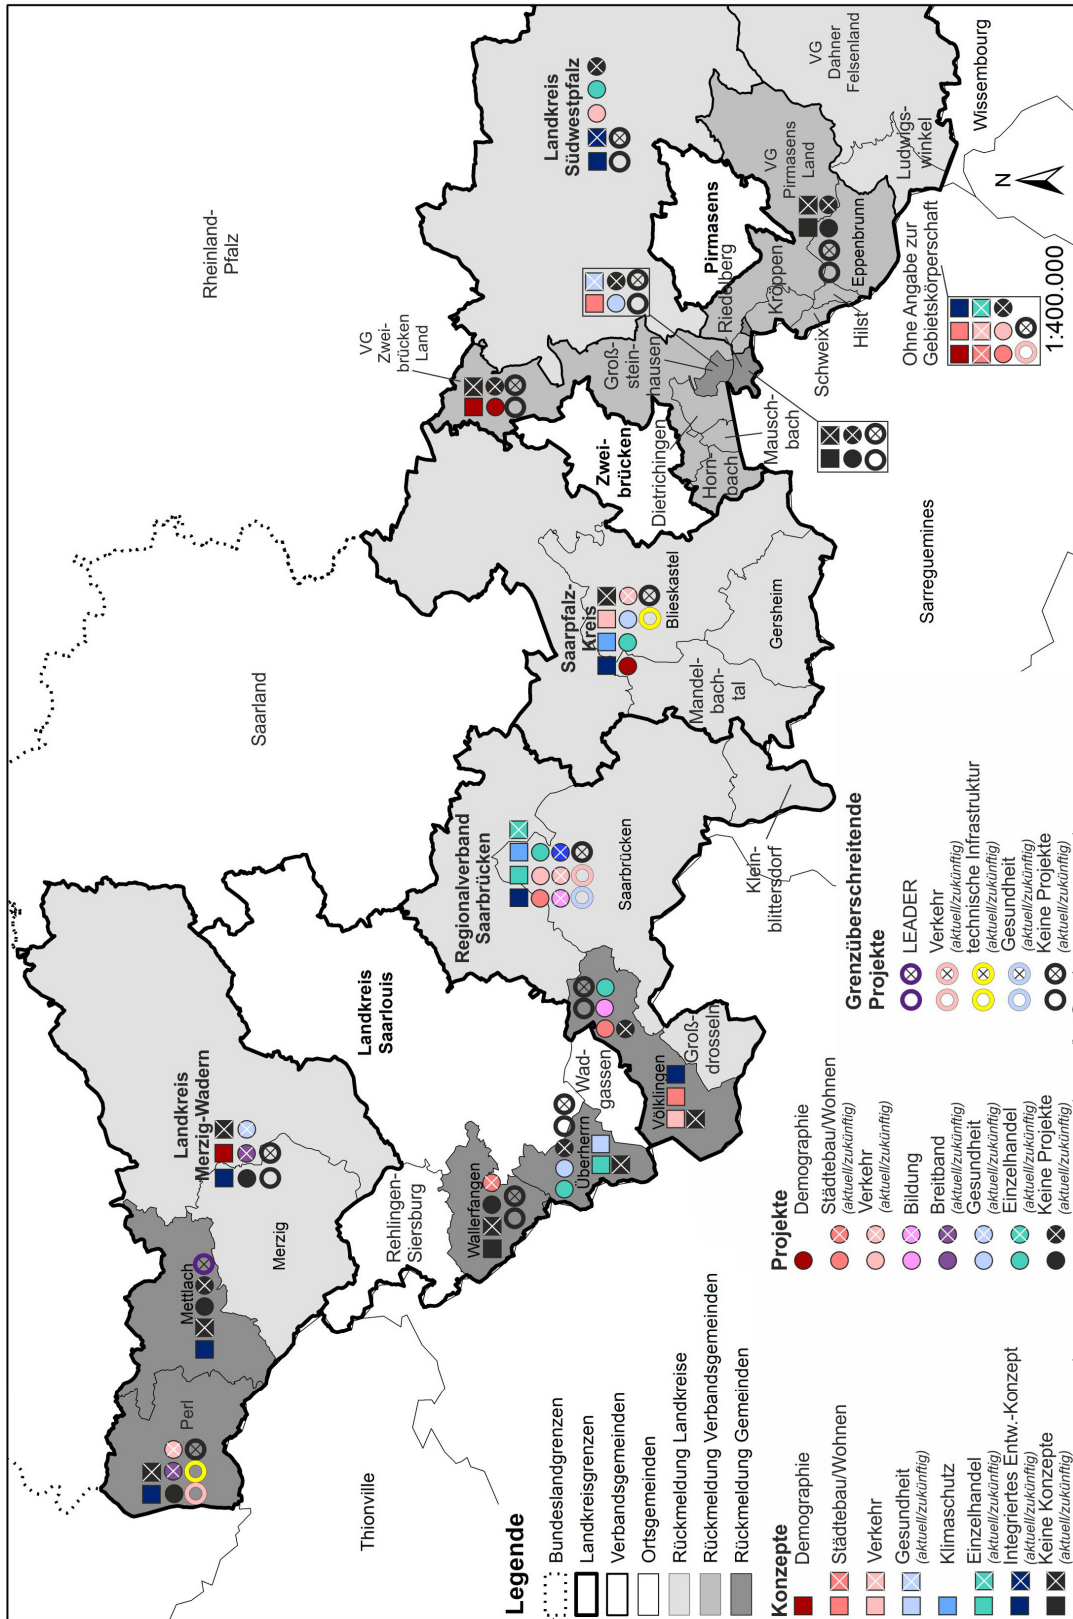 Rheinland-
Pfalz
Saarland
Landkreis
Merzig-Wadern
Landkreis
Saarlouis
Regionalverband
Saarbrücken
Saarpfalz-
Kreis
Landkreis
Südwestpfalz
VG
Zwei-
brücken
Land
Zwei-
brücken
Pirmasens
Perl
Mettlach
Merzig
Rehlingen-
Siersburg
Wallerfangen
Überherrn
Wad-
gassen
Völklingen
Groß-
drosseln
Saarbrücken
Klein-
blittersdorf
Mandel-
bach-
tal
Blieskastel
Gersheim
Dietrichingen
Horn-
bach
Mausch-
bach
Groß-
stein-
hausen
Riedelberg
Kröppen
Schweix
Hilst
Eppenbrunn
VG
Pirmasens
Land
VG
Dahner
Felsenland
Ludwigs-
winkel
Wissembourg
Sarreguemines
Thionville
Ohne Angabe zur
Gebietskörperschaft
1:400.000
N
Legende
Bundeslandgrenzen
Landkreisgrenzen
Verbandsgemeinden
Ortsgemeinden
Rückmeldung Landkreise
Rückmeldung Verbandsgemeinden
Rückmeldung Gemeinden
Konzepte
Demographie
Städtebau/Wohnen
Verkehr
Gesundheit
(aktuell/zukünftig)
Klimaschutz
Einzelhandel
(aktuell/zukünftig)
Integriertes Entw.-Konzept
(aktuell/zukünftig)
Keine Konzepte
(aktuell/zukünftig)
Projekte
Demographie
Städtebau/Wohnen
(aktuell/zukünftig)
Verkehr
(aktuell/zukünftig)
Bildung
Breitband
(aktuell/zukünftig)
Gesundheit
(aktuell/zukünftig)
Einzelhandel
(aktuell/zukünftig)
Keine Projekte
(aktuell/zukünftig)
Grenzüberschreitende
Projekte
LEADER
Verkehr
(aktuell/zukünftig)
technische Infrastruktur
(aktuell/zukünftig)
Gesundheit
(aktuell/zukünftig)
Keine Projekte
(aktuell/zukünftig)